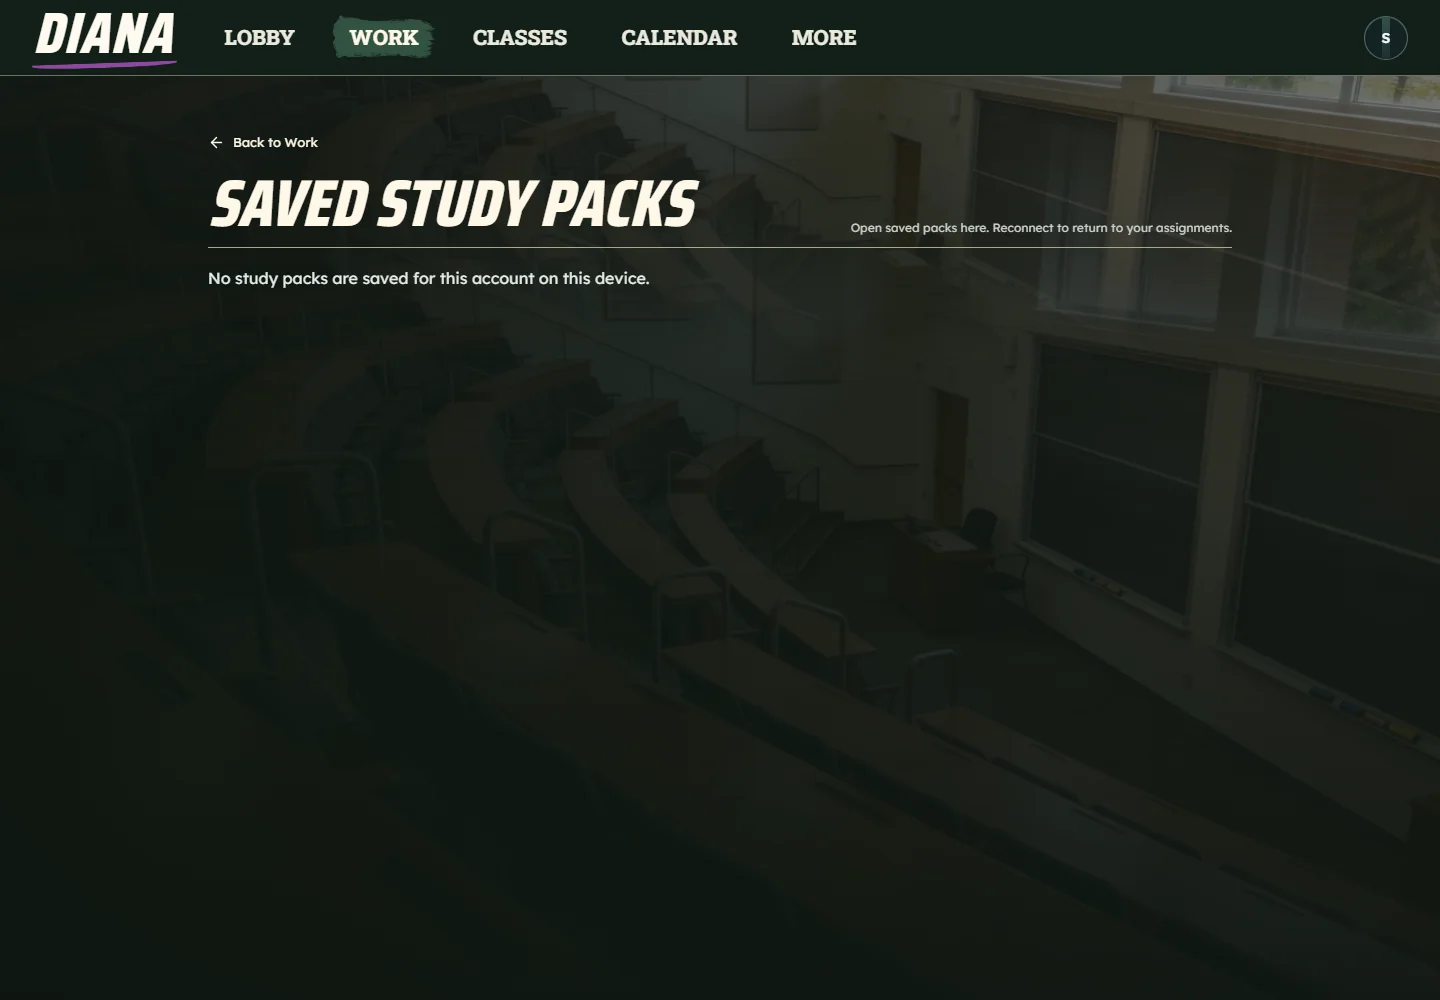 DIANA
LOBBY
WORK
CLASSES
CALENDAR
MORE
S
Back to Work
SAVED STUDY PACKS
Open saved packs here. Reconnect to return to your assignments.
No study packs are saved for this account on this device.